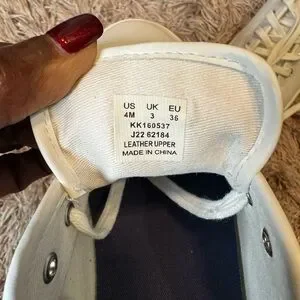 US UK EU
4M 3 36
KK160537
J22 62184
LEATHER UPPER
MADE IN CHINA